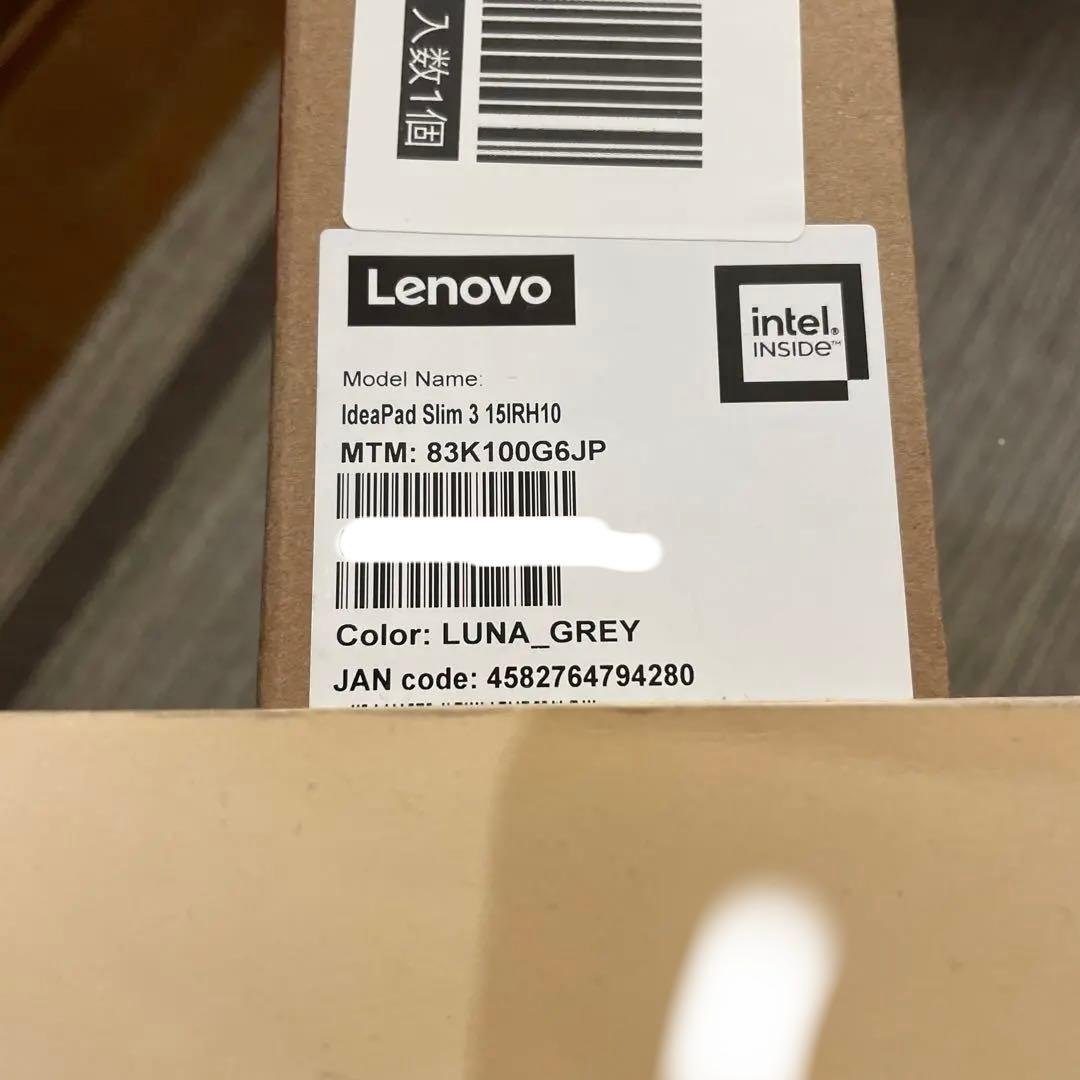 入数1個
Lenovo
intel®
INSIDE™
Model Name:
IdeaPad Slim 3 15IRH10
MTM: 83K100G6JP
Color: LUNA_GREY
JAN code: 4582764794280